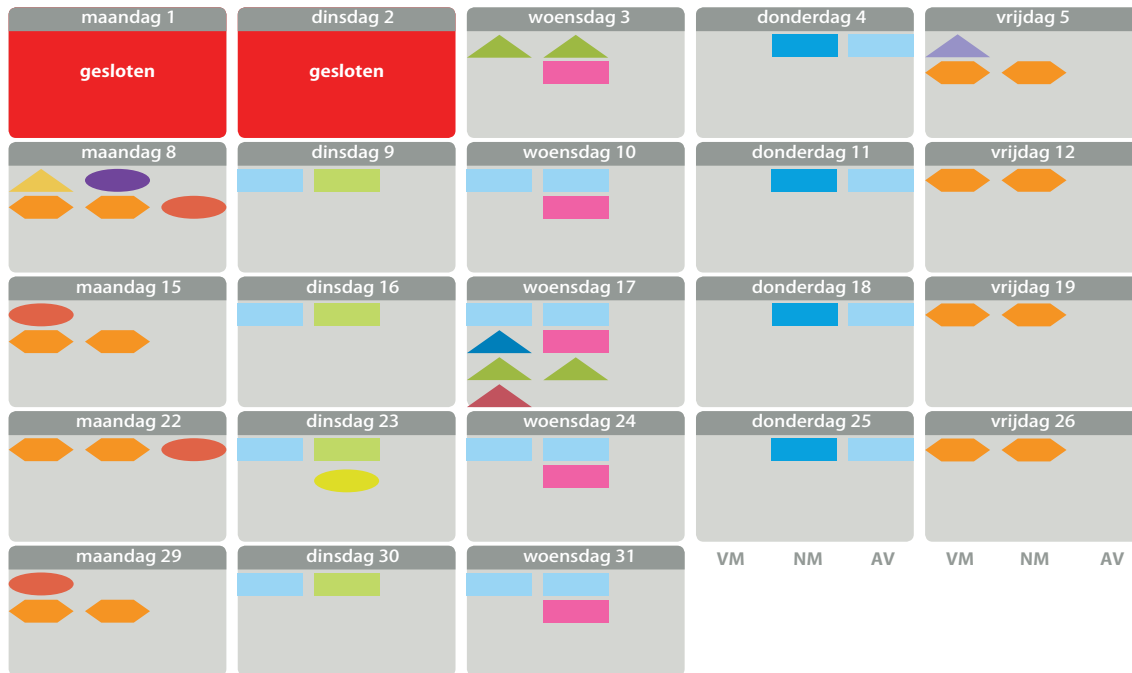 maandag 1
dinsdag 2
woensdag 3
donderdag 4
vrijdag 5
gesloten
gesloten
maandag 8
dinsdag 9
woensdag 10
donderdag 11
vrijdag 12
maandag 15
dinsdag 16
woensdag 17
donderdag 18
vrijdag 19
maandag 22
dinsdag 23
woensdag 24
donderdag 25
vrijdag 26
maandag 29
dinsdag 30
woensdag 31
VM NM AV
VM NM AV